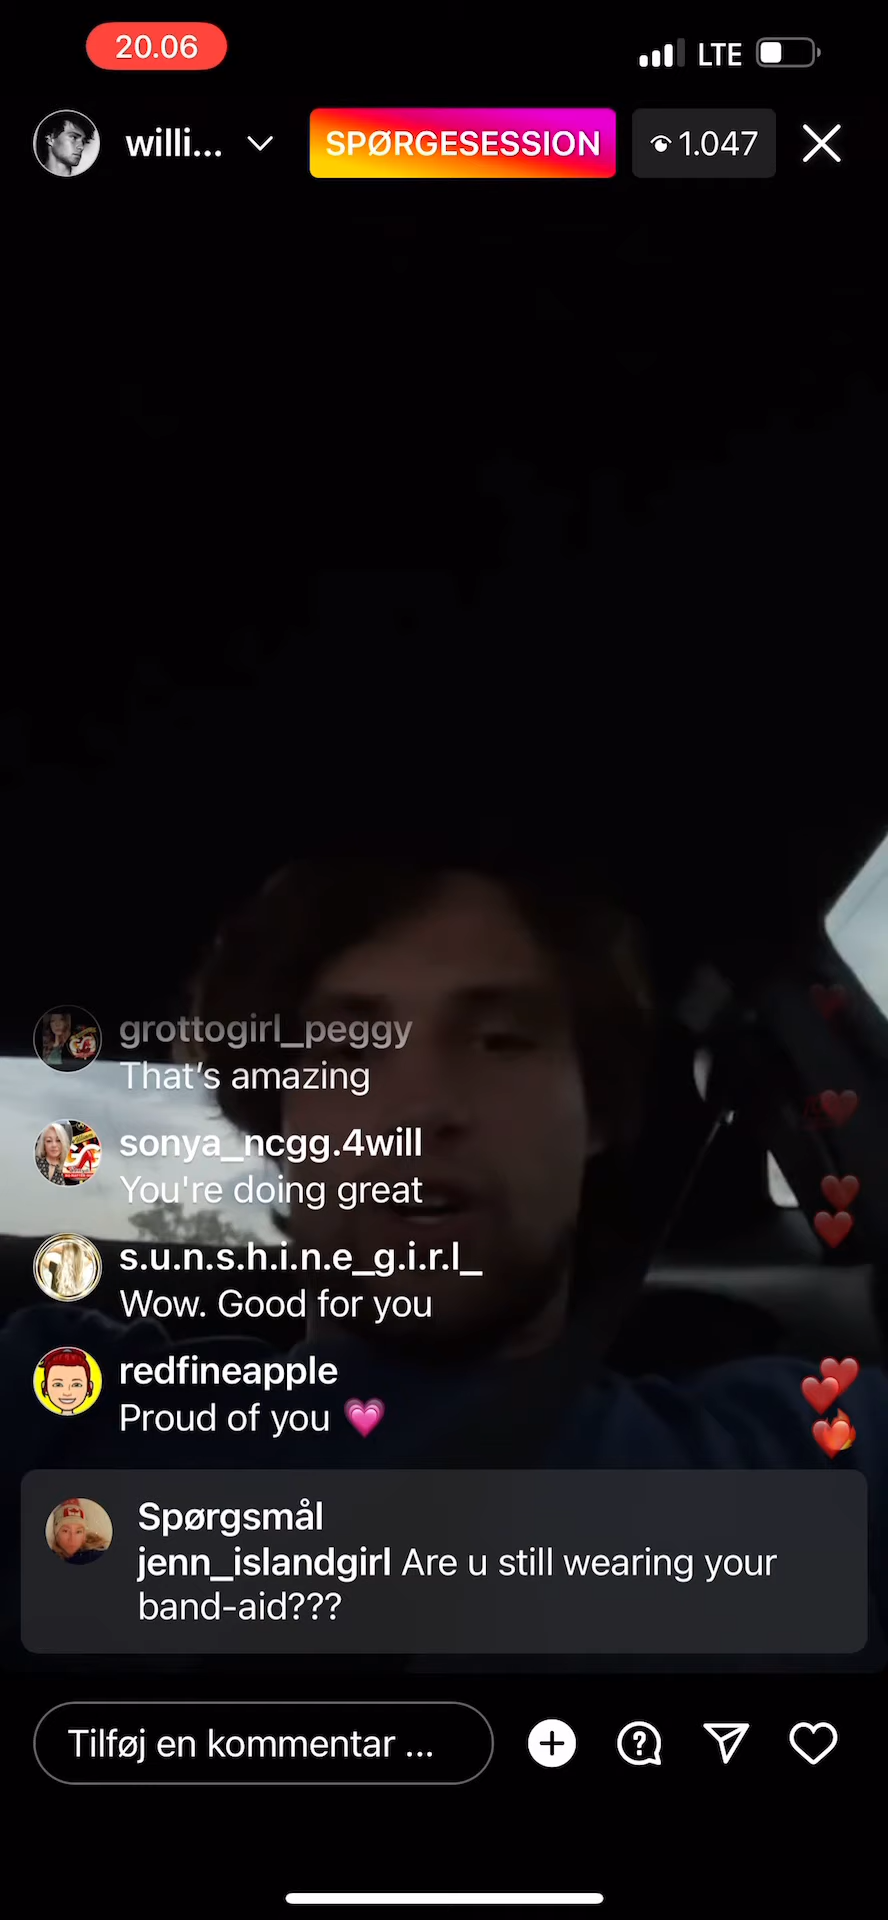 20.06
LTE
willi...
SPØRGESESSION
1.047
grottogirl_peggy
That's amazing
sonya_ncgg.4will
You're doing great
s.u.n.s.h.i.n.e_g.i.r.l_
Wow. Good for you
redfineapple
Proud of you 💗
Spørgsmål
jenn_islandgirl Are u still wearing your
band-aid???
Tilføj en kommentar ...